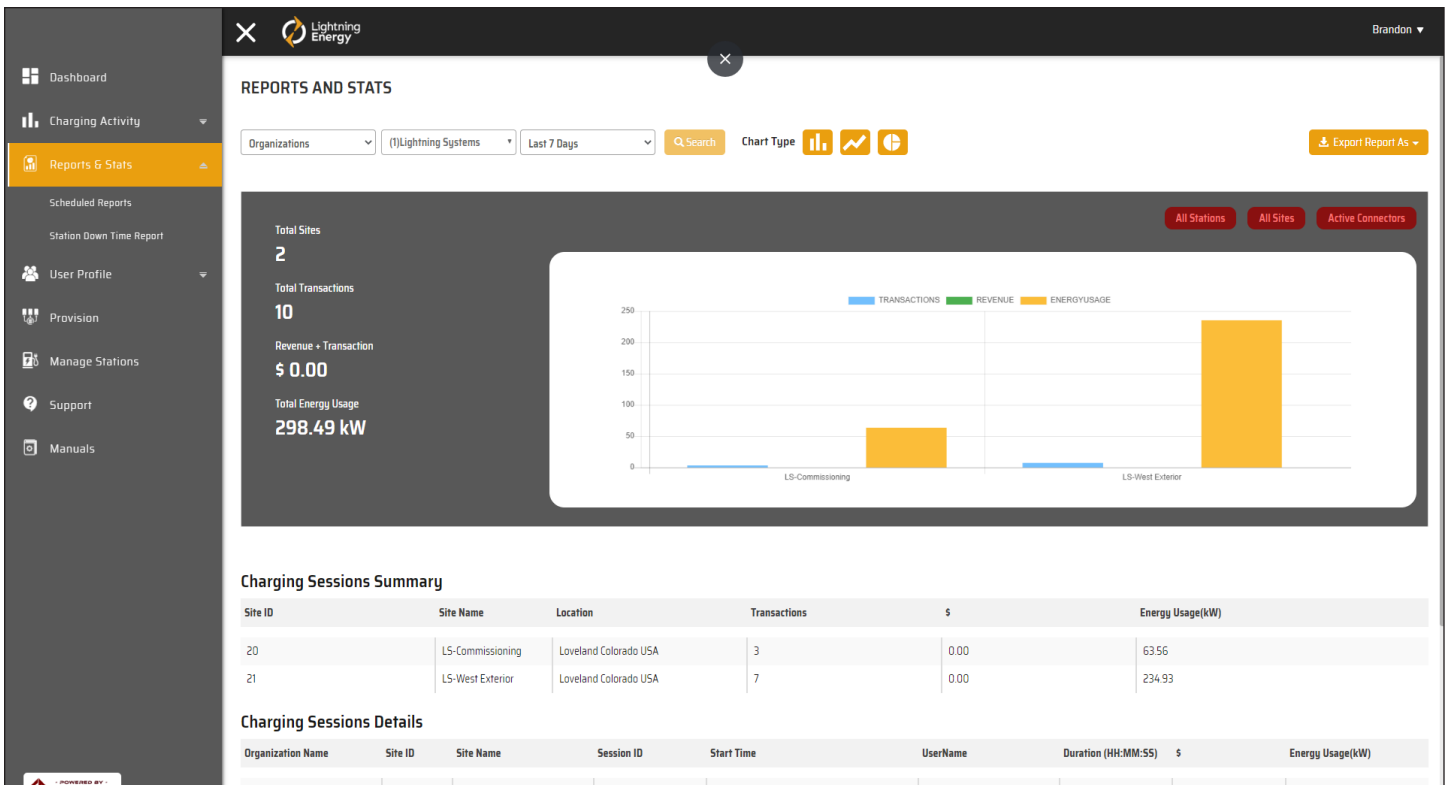 Lightning
Energy
Brandon ▼
Dashboard
Charging Activity
Reports & Stats
Scheduled Reports
Station Down Time Report
User Profile
Provision
Manage Stations
Support
Manuals
- POWERED BY -
REPORTS AND STATS
Organizations
(1)Lightning Systems
Last 7 Days
Search
Chart Type
Export Report As
Total Sites
2
Total Transactions
10
Revenue + Transaction
$ 0.00
Total Energy Usage
298.49 kW
All Stations
All Sites
Active Connectors
TRANSACTIONS REVENUE ENERGYUSAGE
250
200
150
100
50
0
LS-Commissioning LS-West Exterior
Charging Sessions Summary
Site ID Site Name Location Transactions $ Energy Usage(kW)
20 LS-Commissioning Loveland Colorado USA 3 0.00 63.56
21 LS-West Exterior Loveland Colorado USA 7 0.00 234.93
Charging Sessions Details
Organization Name Site ID Site Name Session ID Start Time UserName Duration (HH:MM:SS) $ Energy Usage(kW)